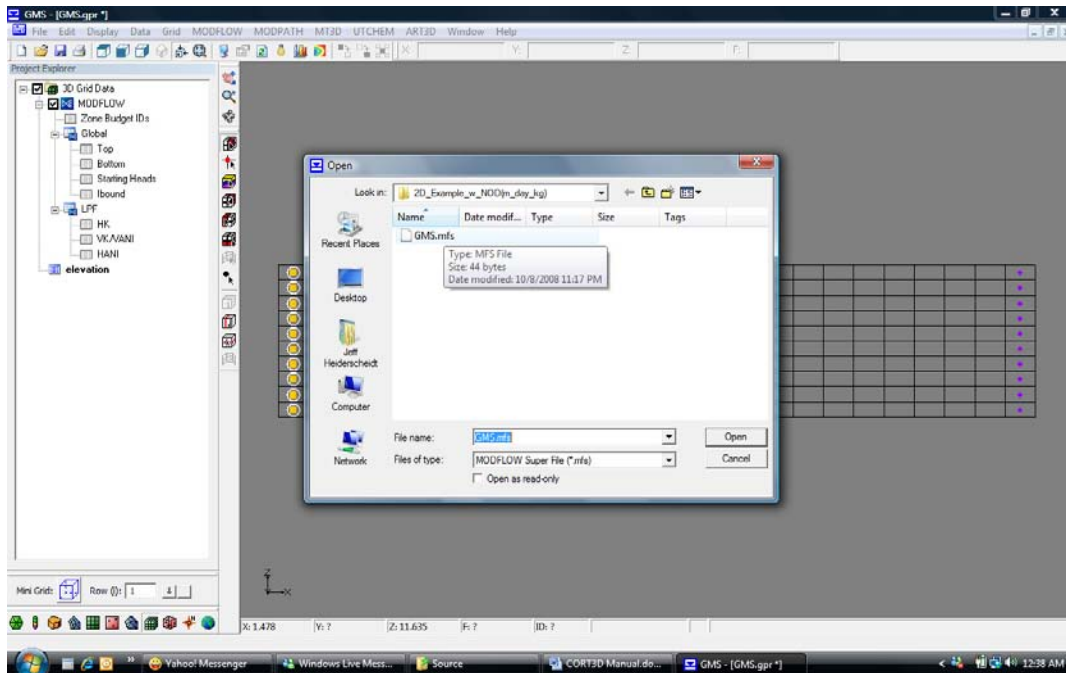 GMS - [GMS.gpr *]
File Edit Display Data Grid MODFLOW MODPATH MT3D UTCHEM ART3D Window Help
X: Y: Z: F:
Project Explorer
3D Grid Data
MODFLOW
Zone Budget IDs
Global
Top
Bottom
Starting Heads
Ibound
LPF
HK
VK/VANI
HANI
elevation
Open
Look in: 2D_Example_w_NOD(m_day_kg)
Name Date modif... Type Size Tags
GMS.mfs
Type: MFS File
Size: 44 bytes
Date modified: 10/8/2008 11:17 PM
Recent Places
Desktop
Jeff
Heiderscheidt
Computer
Network
File name: GMS.mfs Open
Files of type: MODFLOW Super File (*.mfs) Cancel
Open as read-only
Z
X
Mini Grid: Row (I): 1
X: 1.478 Y: ? Z: 11.635 F: ? ID: ?
Yahoo! Messenger Windows Live Mess... Source CORT3D Manual.do... GMS - [GMS.gpr *] 12:38 AM